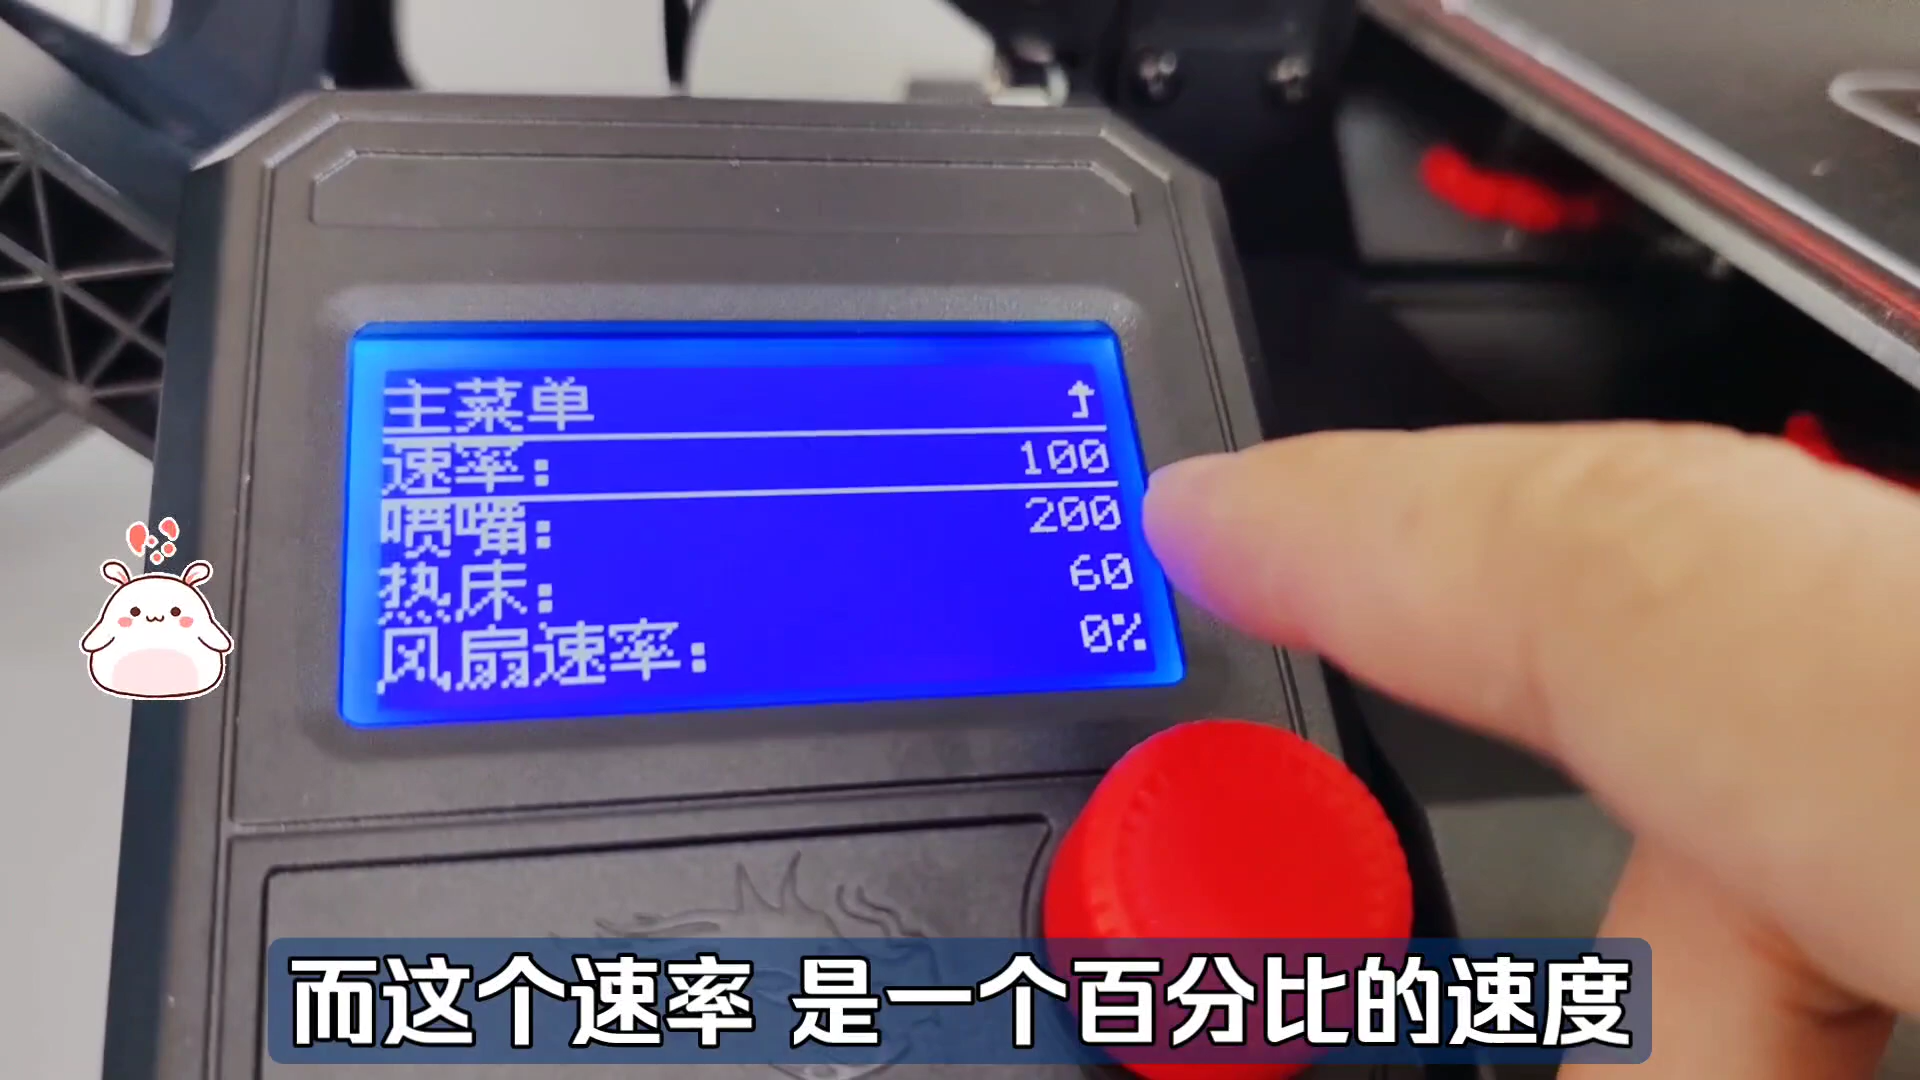 主菜单
速率: 100
喷嘴: 200
热床: 60
风扇速率: 0%
而这个速率 是一个百分比的速度